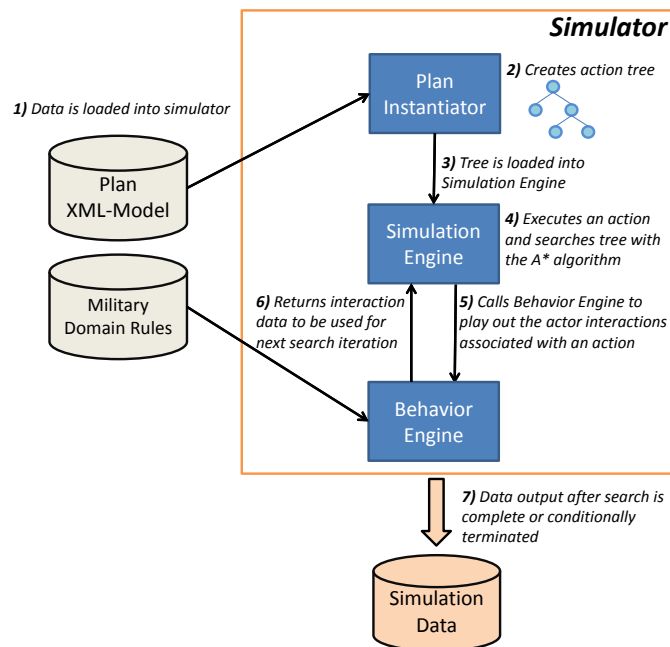 Simulator
1) Data is loaded into simulator
Plan
XML-Model
Military
Domain Rules
Plan
Instantiator
2) Creates action tree
3) Tree is loaded into
Simulation Engine
Simulation
Engine
4) Executes an action
and searches tree with
the A* algorithm
6) Returns interaction
data to be used for
next search iteration
5) Calls Behavior Engine to
play out the actor interactions
associated with an action
Behavior
Engine
7) Data output after search is
complete or conditionally
terminated
Simulation
Data